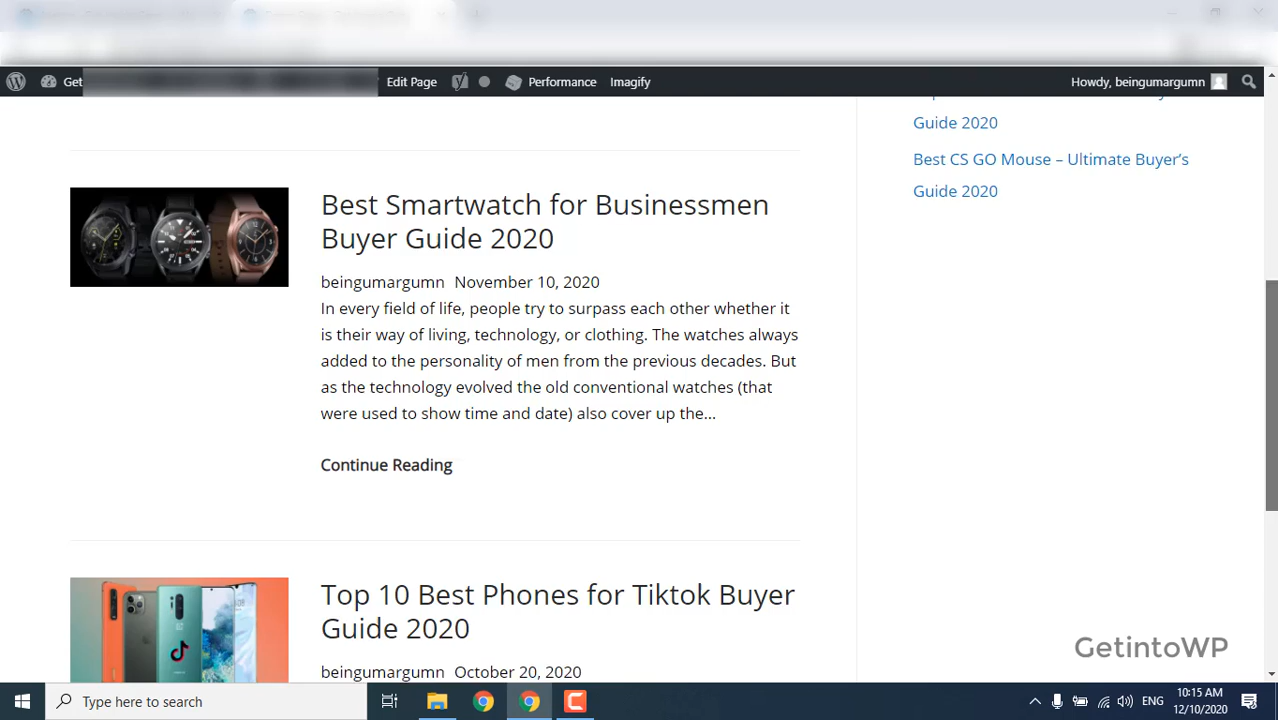 Get
Edit Page
Performance
Imagify
Howdy, beingumargumn
Guide 2020
Best CS GO Mouse – Ultimate Buyer's
Guide 2020
Best Smartwatch for Businessmen
Buyer Guide 2020
beingumargumn November 10, 2020
In every field of life, people try to surpass each other whether it
is their way of living, technology, or clothing. The watches always
added to the personality of men from the previous decades. But
as the technology evolved the old conventional watches (that
were used to show time and date) also cover up the...
Continue Reading
Top 10 Best Phones for Tiktok Buyer
Guide 2020
beingumargumn October 20, 2020
GetintoWP
Type here to search
ENG
10:15 AM
12/10/2020